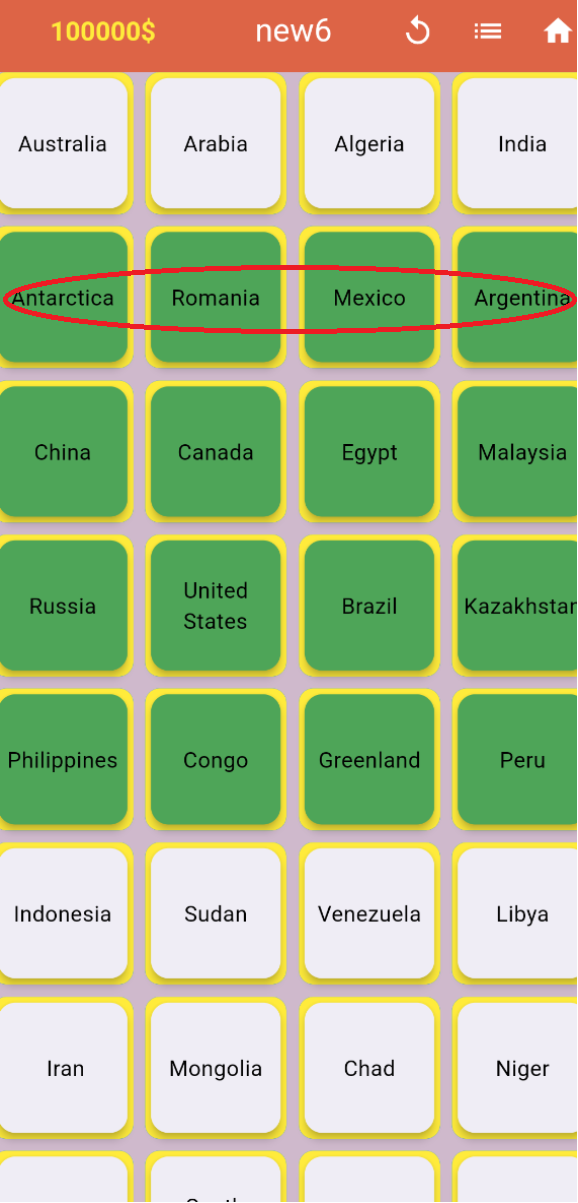 100000$ new6
Australia Arabia Algeria India
Antarctica Romania Mexico Argentina
China Canada Egypt Malaysia
Russia United States Brazil Kazakhstan
Philippines Congo Greenland Peru
Indonesia Sudan Venezuela Libya
Iran Mongolia Chad Niger